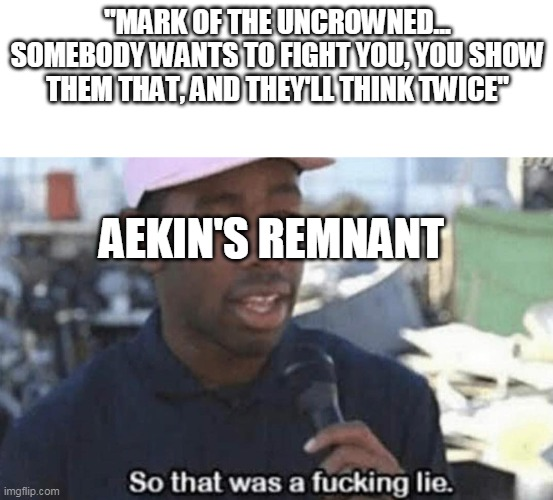 "MARK OF THE UNCROWNED...
SOMEBODY WANTS TO FIGHT YOU, YOU SHOW
THEM THAT, AND THEY'LL THINK TWICE"
AEKIN'S REMNANT
So that was a fucking lie.
imgflip.com